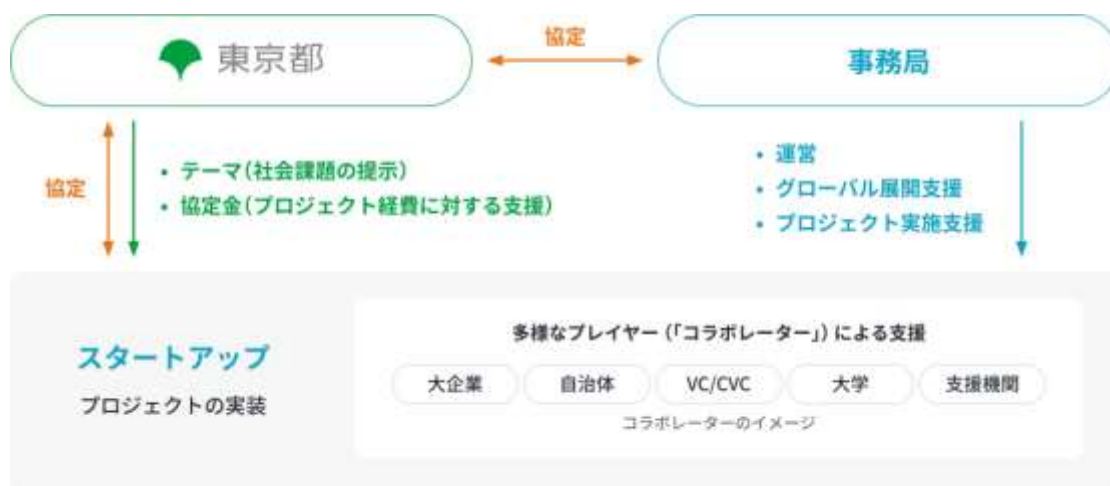 東京都
協定
事務局
協定
・テーマ(社会課題の提示)
・協定金(プロジェクト経費に対する支援)
・運営
・グローバル展開支援
・プロジェクト実施支援
スタートアップ
プロジェクトの実装
多様なプレイヤー(「コラボレーター」)による支援
大企業
自治体
VC/CVC
大学
支援機関
コラボレーターのイメージ